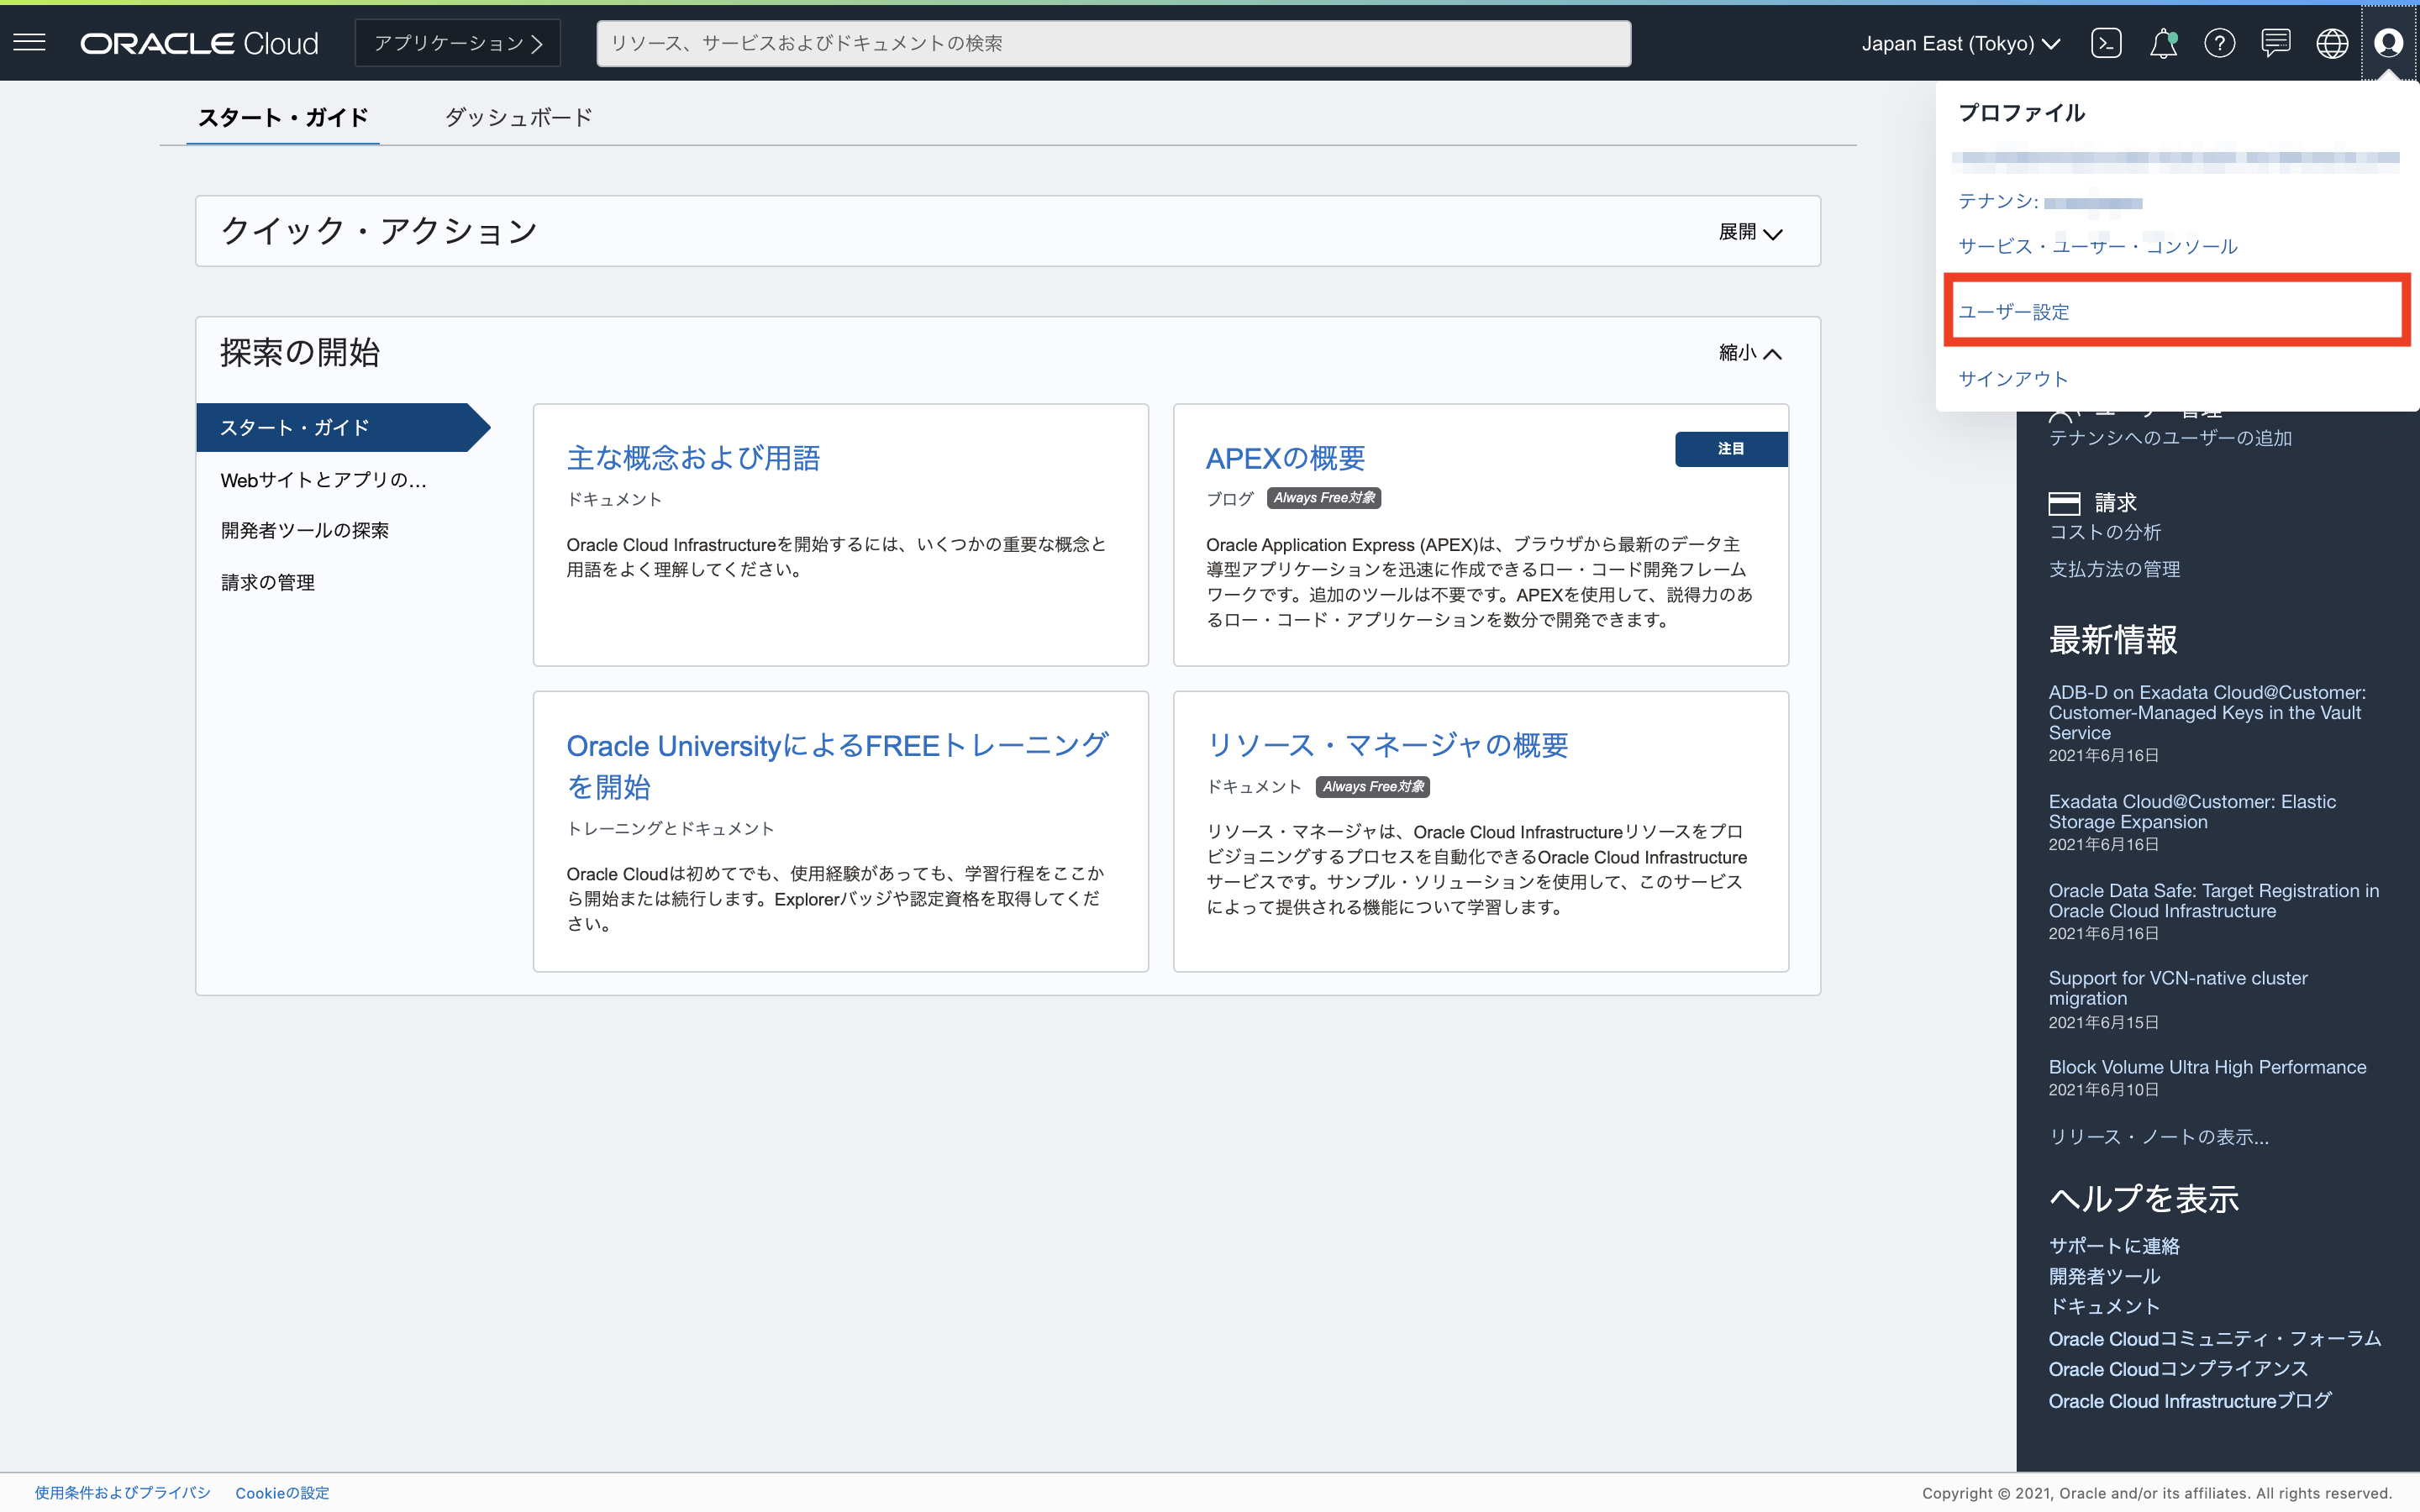 ORACLE Cloud
アプリケーション
リソース、サービスおよびドキュメントの検索
Japan East (Tokyo)
スタート・ガイド
ダッシュボード
クイック・アクション
展開
探索の開始
縮小
スタート・ガイド
Webサイトとアプリの...
開発者ツールの探索
請求の管理
主な概念および用語
ドキュメント
Oracle Cloud Infrastructureを開始するには、いくつかの重要な概念と
用語をよく理解してください。
APEXの概要
注目
ブログ Always Free対象
Oracle Application Express (APEX)は、ブラウザから最新のデータ主
導型アプリケーションを迅速に作成できるロー・コード開発フレーム
ワークです。追加のツールは不要です。APEXを使用して、説得力のあ
るロー・コード・アプリケーションを数分で開発できます。
Oracle UniversityによるFREEトレーニング
を開始
トレーニングとドキュメント
Oracle Cloudは初めてでも、使用経験があっても、学習行程をここか
ら開始または続行します。Explorerバッジや認定資格を取得してくだ
さい。
リソース・マネージャの概要
ドキュメント Always Free対象
リソース・マネージャは、Oracle Cloud Infrastructureリソースをプロ
ビジョニングするプロセスを自動化できるOracle Cloud Infrastructure
サービスです。サンプル・ソリューションを使用して、このサービス
によって提供される機能について学習します。
プロファイル
テナンシ:
サービス・ユーザー・コンソール
ユーザー設定
サインアウト
テナンシへのユーザーの追加
請求
コストの分析
支払方法の管理
最新情報
ADB-D on Exadata Cloud@Customer:
Customer-Managed Keys in the Vault
Service
2021年6月16日
Exadata Cloud@Customer: Elastic
Storage Expansion
2021年6月16日
Oracle Data Safe: Target Registration in
Oracle Cloud Infrastructure
2021年6月16日
Support for VCN-native cluster
migration
2021年6月15日
Block Volume Ultra High Performance
2021年6月10日
リリース・ノートの表示...
ヘルプを表示
サポートに連絡
開発者ツール
ドキュメント
Oracle Cloudコミュニティ・フォーラム
Oracle Cloudコンプライアンス
Oracle Cloud Infrastructureブログ
使用条件およびプライバシ
Cookieの設定
Copyright © 2021, Oracle and/or its affiliates. All rights reserved.